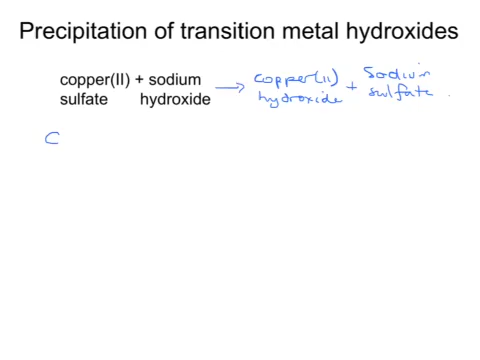 Precipitation of transition metal hydroxides
copper(II) + sodium → copper(II) + sodium
sulfate hydroxide hydroxide sulfate.
C